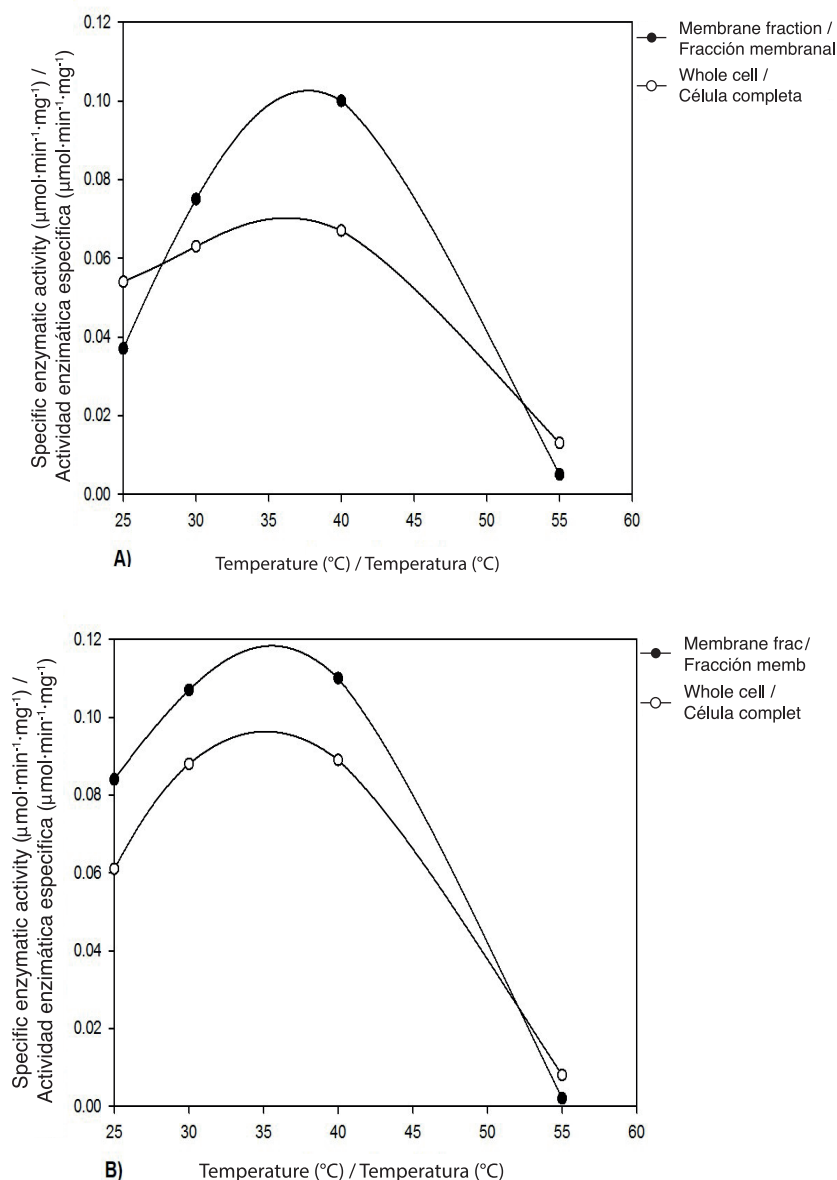 Specific enzymatic activity (µmol·min⁻¹·mg⁻¹) /
Actividad enzimática especifica (µmol·min⁻¹·mg⁻¹)
0.12
0.10
0.08
0.06
0.04
0.02
0.00
25 30 35 40 45 50 55 60
A) Temperature (°C) / Temperatura (°C)
Membrane fraction /
Fracción membranal
Whole cell /
Célula completa
Specific enzymatic activity (µmol·min⁻¹·mg⁻¹) /
Actividad enzimática especifica (µmol·min⁻¹·mg⁻¹)
0.12
0.10
0.08
0.06
0.04
0.02
0.00
25 30 35 40 45 50 55 60
B) Temperature (°C) / Temperatura (°C)
Membrane frac/
Fracción memb
Whole cell /
Célula complet